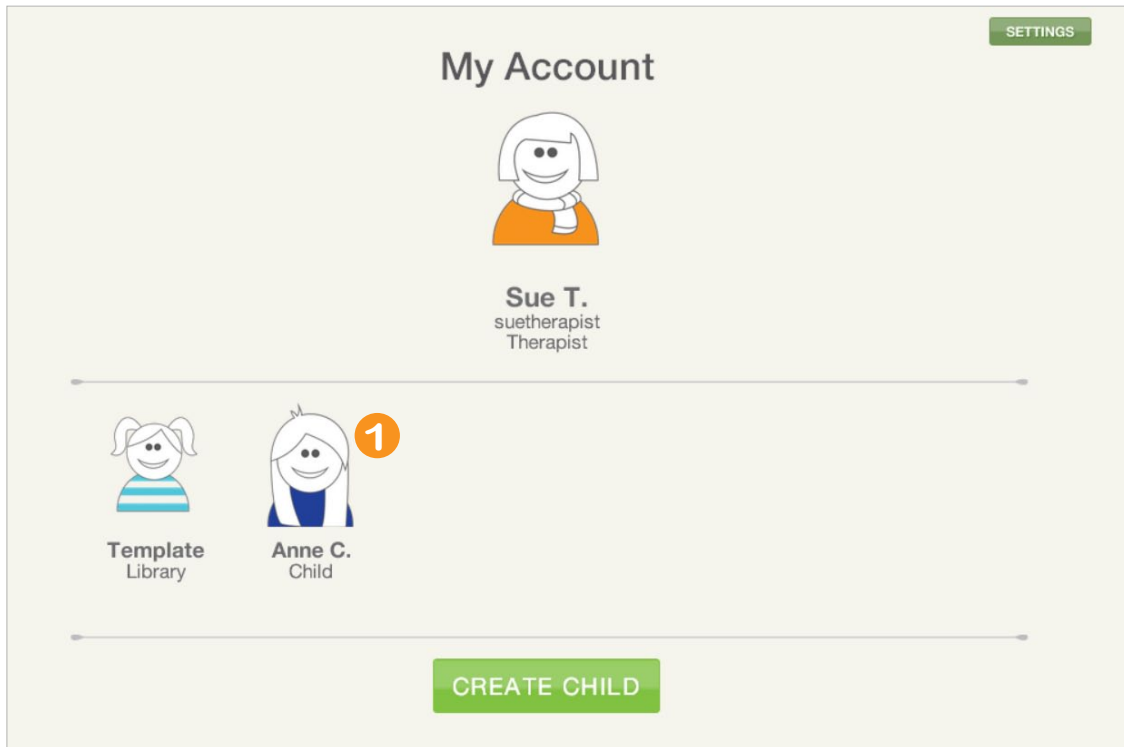 SETTINGS
My Account
Sue T.
suetherapist
Therapist
1
Template
Library
Anne C.
Child
CREATE CHILD